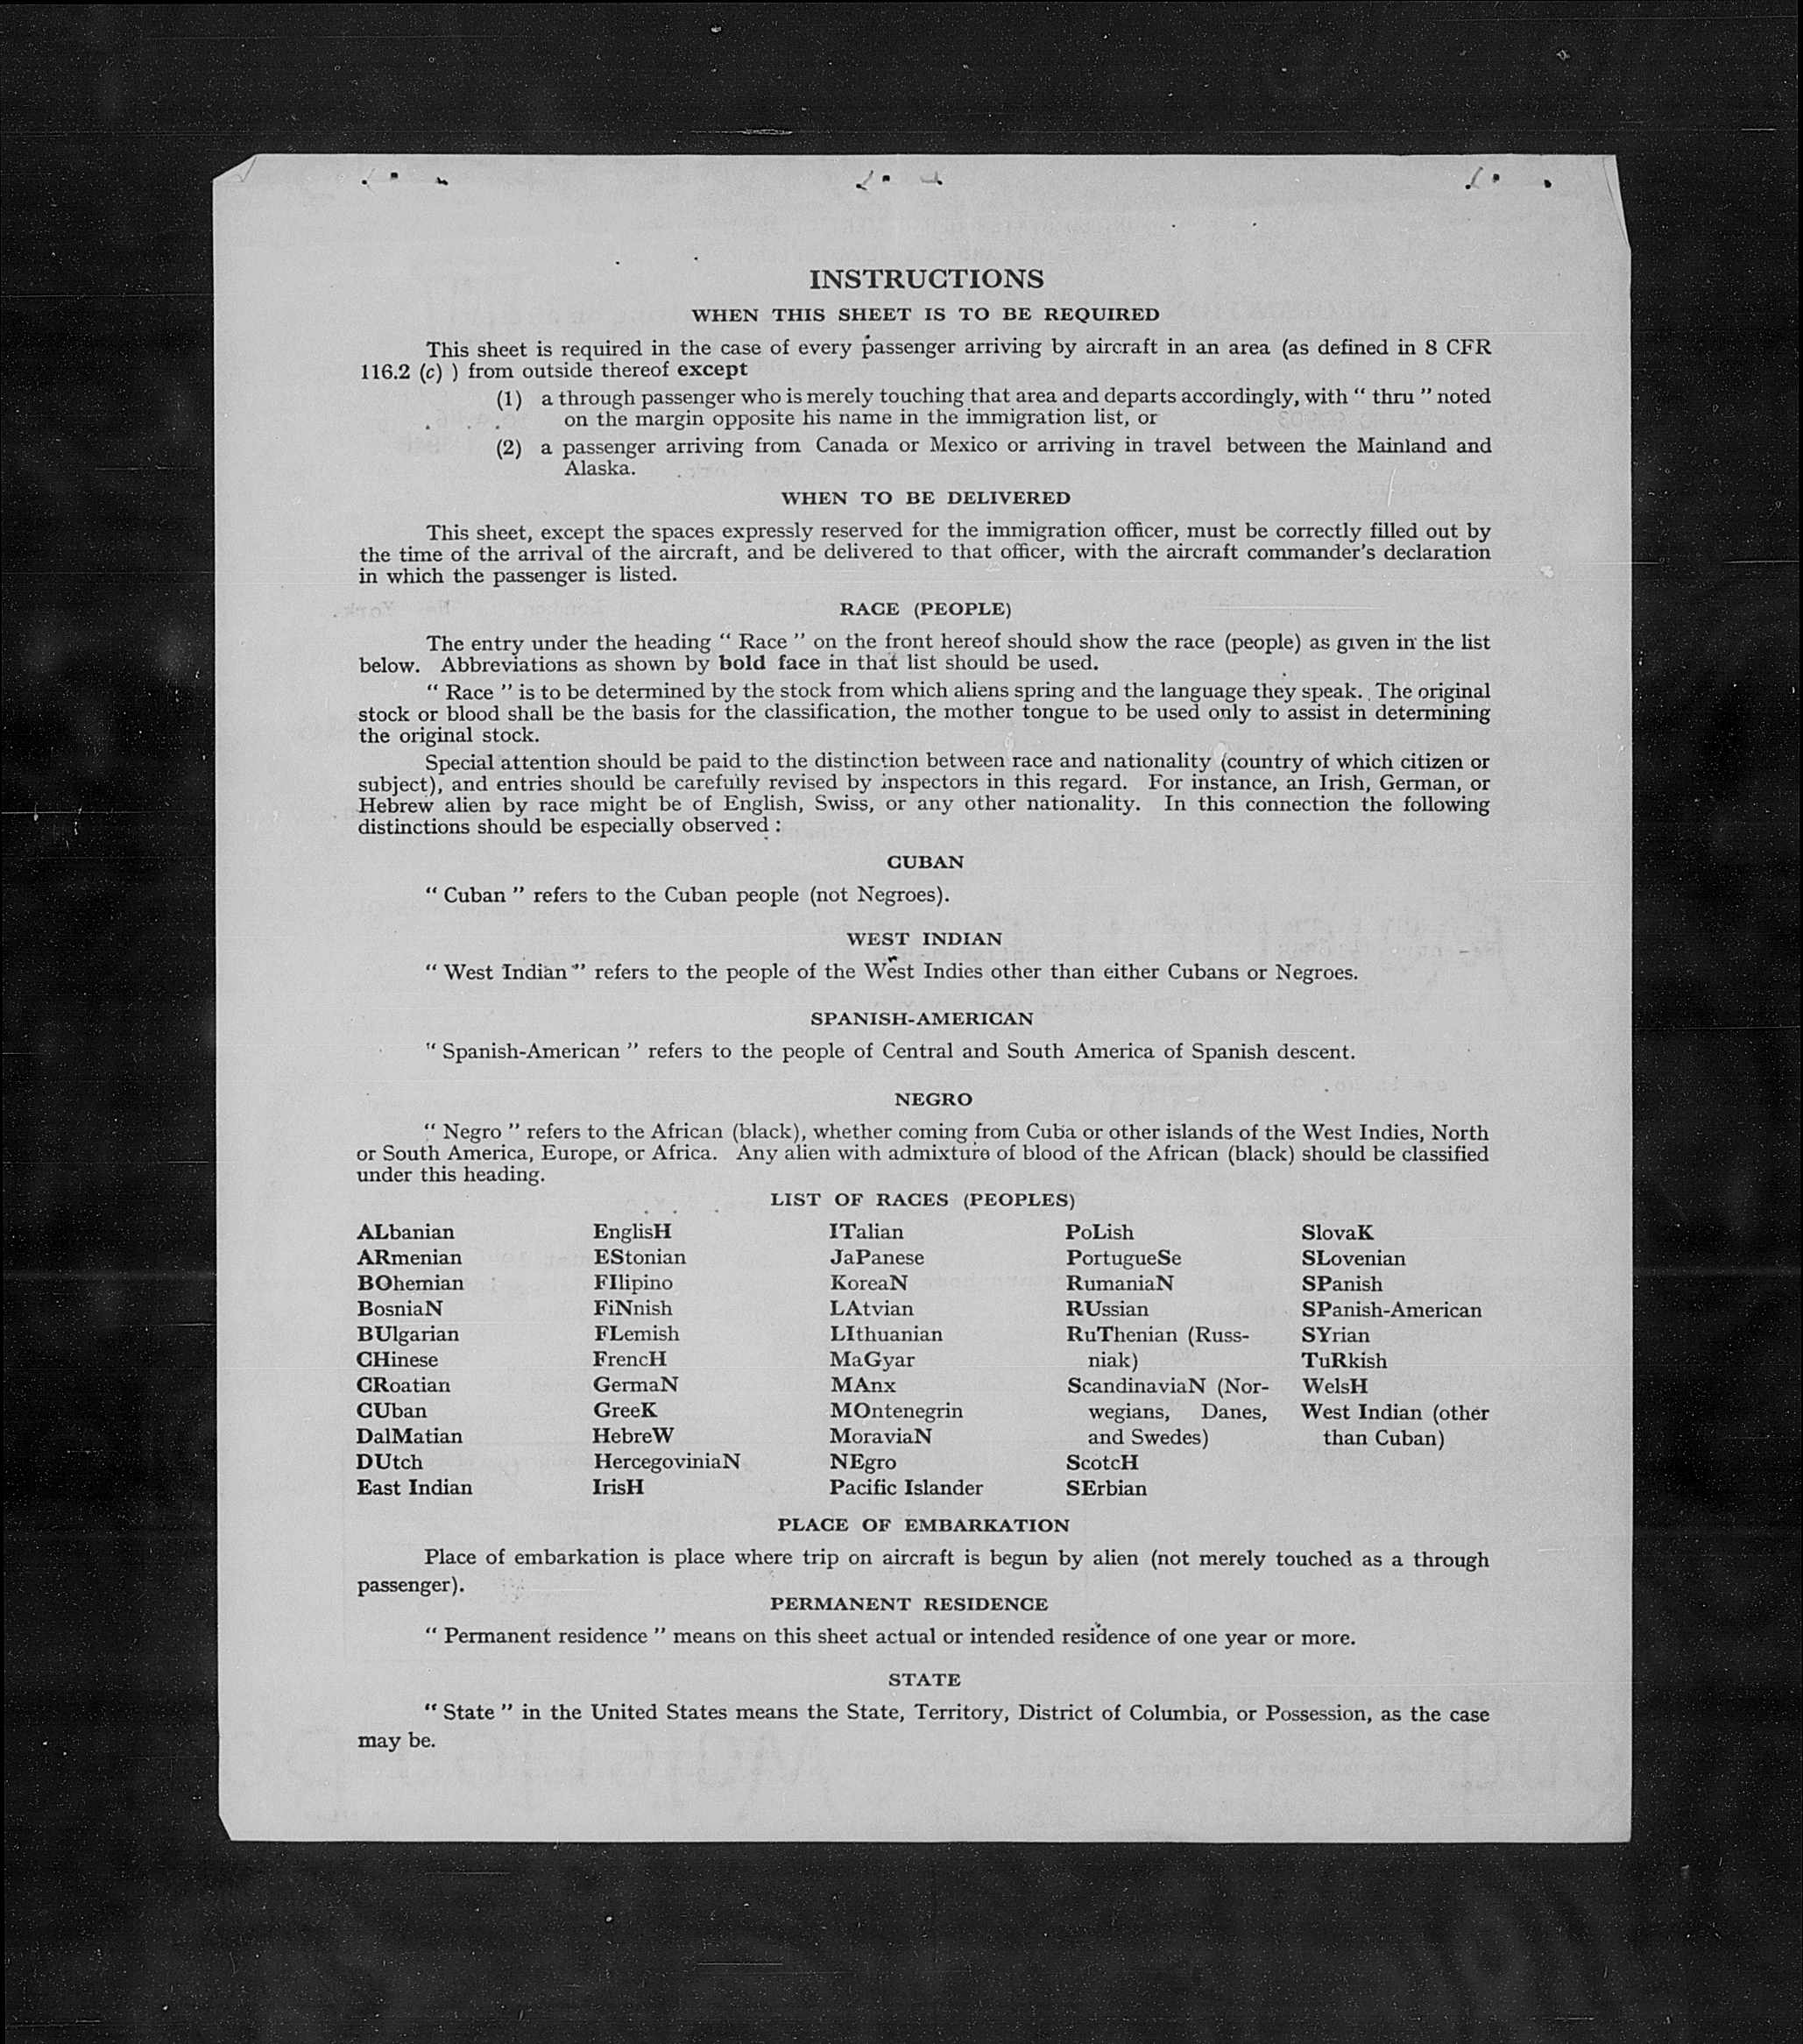 INSTRUCTIONS
WHEN THIS SHEET IS TO BE REQUIRED
This sheet is required in the case of every passenger arriving by aircraft in an area (as defined in 8 CFR
116.2 (c) ) from outside thereof except
(1) a through passenger who is merely touching that area and departs accordingly, with “ thru ” noted
on the margin opposite his name in the immigration list, or
(2) a passenger arriving from Canada or Mexico or arriving in travel between the Mainland and
Alaska.
WHEN TO BE DELIVERED
This sheet, except the spaces expressly reserved for the immigration officer, must be correctly filled out by
the time of the arrival of the aircraft, and be delivered to that officer, with the aircraft commander’s declaration
in which the passenger is listed.
RACE (PEOPLE)
The entry under the heading “ Race ” on the front hereof should show the race (people) as given in the list
below. Abbreviations as shown by bold face in that list should be used.
“ Race ” is to be determined by the stock from which aliens spring and the language they speak. The original
stock or blood shall be the basis for the classification, the mother tongue to be used only to assist in determining
the original stock.
Special attention should be paid to the distinction between race and nationality (country of which citizen or
subject), and entries should be carefully revised by inspectors in this regard. For instance, an Irish, German, or
Hebrew alien by race might be of English, Swiss, or any other nationality. In this connection the following
distinctions should be especially observed :
CUBAN
“ Cuban ” refers to the Cuban people (not Negroes).
WEST INDIAN
“ West Indian ” refers to the people of the West Indies other than either Cubans or Negroes.
SPANISH-AMERICAN
“ Spanish-American ” refers to the people of Central and South America of Spanish descent.
NEGRO
“ Negro ” refers to the African (black), whether coming from Cuba or other islands of the West Indies, North
or South America, Europe, or Africa. Any alien with admixture of blood of the African (black) should be classified
under this heading.
LIST OF RACES (PEOPLES)
ALbanian
ARmenian
BOhemian
BosniaN
BUlgarian
CHinese
CRoatian
CUban
DalMatian
DUtch
East Indian
EnglisH
EStonian
FIlipino
FiNnish
FLemish
FrencH
GermaN
GreeK
HebreW
HercegoviniaN
IrisH
ITalian
JaPanese
KoreaN
LAtvian
LIthuanian
MaGyar
MAnx
MOntenegrin
MoraviaN
NEgro
Pacific Islander
PoLish
PortugueSe
RumaniaN
RUssian
RuThenian (Russ-
niak)
ScandinaviaN (Nor-
wegians, Danes,
and Swedes)
ScotcH
SErbian
SlovaK
SLovenian
SPanish
SPanish-American
SYrian
TuRkish
WelsH
West Indian (other
than Cuban)
PLACE OF EMBARKATION
Place of embarkation is place where trip on aircraft is begun by alien (not merely touched as a through
passenger).
PERMANENT RESIDENCE
“ Permanent residence ” means on this sheet actual or intended residence of one year or more.
STATE
“ State ” in the United States means the State, Territory, District of Columbia, or Possession, as the case
may be.